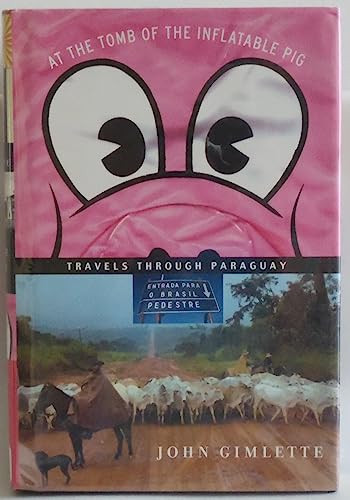 AT THE TOMB OF THE INFLATABLE PIG
TRAVELS THROUGH PARAGUAY
ENTRADA PARA
O BRASIL
PEDESTRE
JOHN GIMLETTE